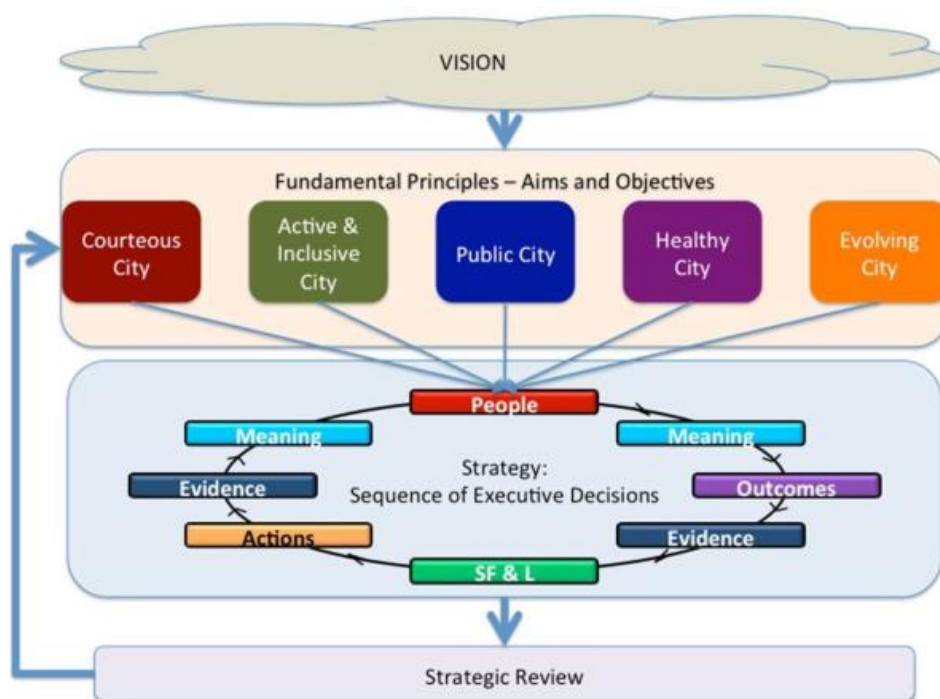 VISION
Fundamental Principles – Aims and Objectives
Courteous
City
Active &
Inclusive
City
Public City
Healthy
City
Evolving
City
People
Meaning
Meaning
Evidence
Strategy:
Sequence of Executive Decisions
Outcomes
Actions
Evidence
SF & L
Strategic Review